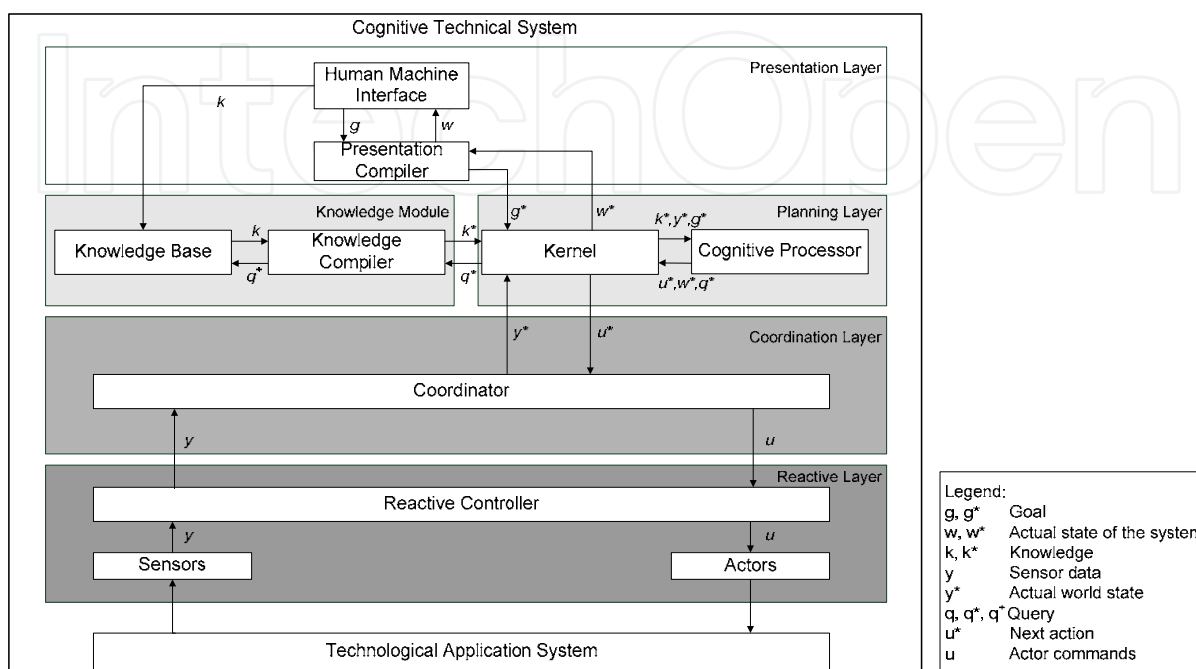 Cognitive Technical System
IntechOpen
Presentation Layer
Human Machine
Interface
k
g
w
Presentation
Compiler
g*
w*
Knowledge Module
Planning Layer
Knowledge Base
k
q⁺
Knowledge
Compiler
k*
q*
Kernel
k*,y*,g*
u*,w*,q*
Cognitive Processor
y*
u*
Coordination Layer
Coordinator
y
u
Reactive Layer
Reactive Controller
y
u
Sensors
Actors
Technological Application System
Legend:
g, g* Goal
w, w* Actual state of the system
k, k* Knowledge
y Sensor data
y* Actual world state
q, q*, q⁺ Query
u* Next action
u Actor commands